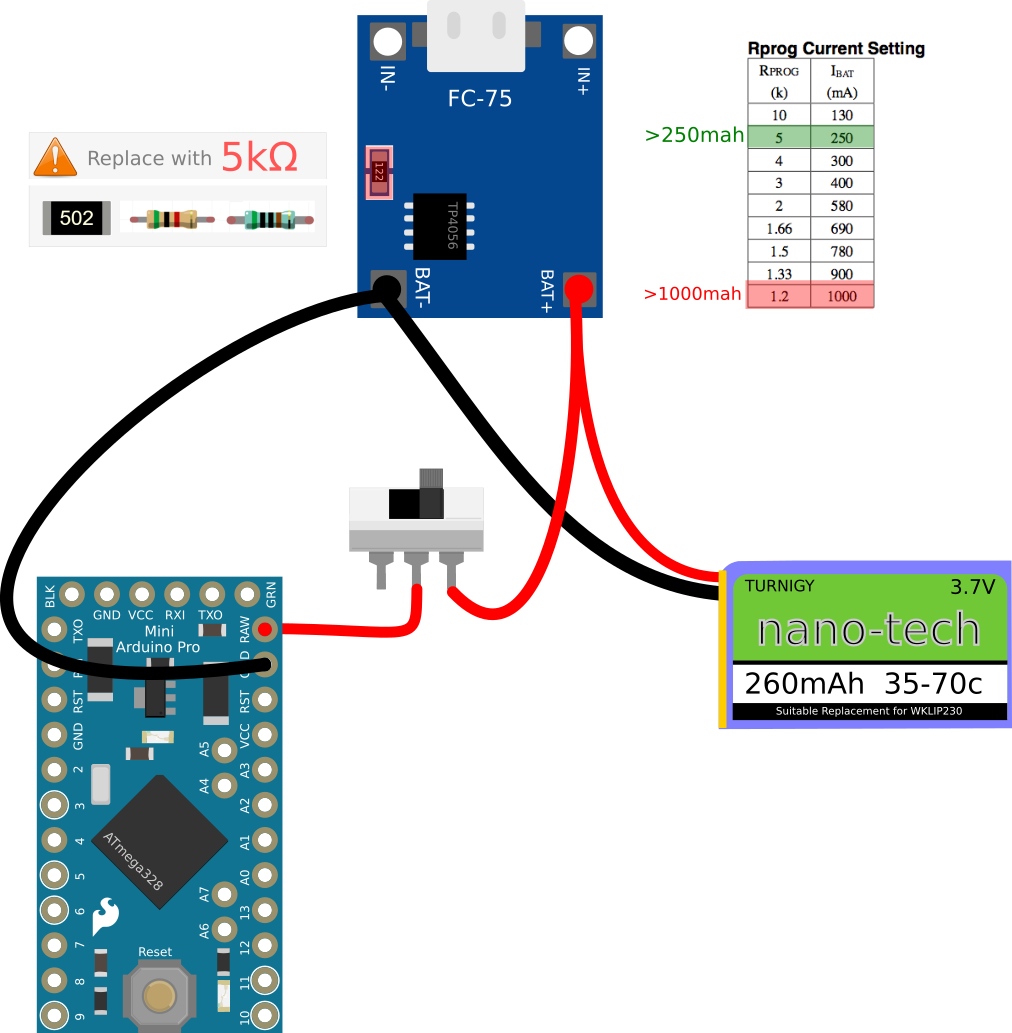 IN-
IN+
FC-75
122
TP4056
BAT-
BAT+
Replace with 5kΩ
502
Rprog Current Setting
RPROG IBAT
(k) (mA)
10 130
>250mah 5 250
4 300
3 400
2 580
1.66 690
1.5 780
1.33 900
>1000mah 1.2 1000
TURNIGY 3.7V
nano-tech
260mAh 35-70c
Suitable Replacement for WKLIP230
BLK GND VCC RXI TXO GRN
Mini
Arduino Pro
TXO
RST
GND
2
3
4
5
6
7
8
9
RAW
RST
VCC
A3
A2
A1
A0
13
12
11
10
A5
A4
A7
A6
ATmega328
Reset